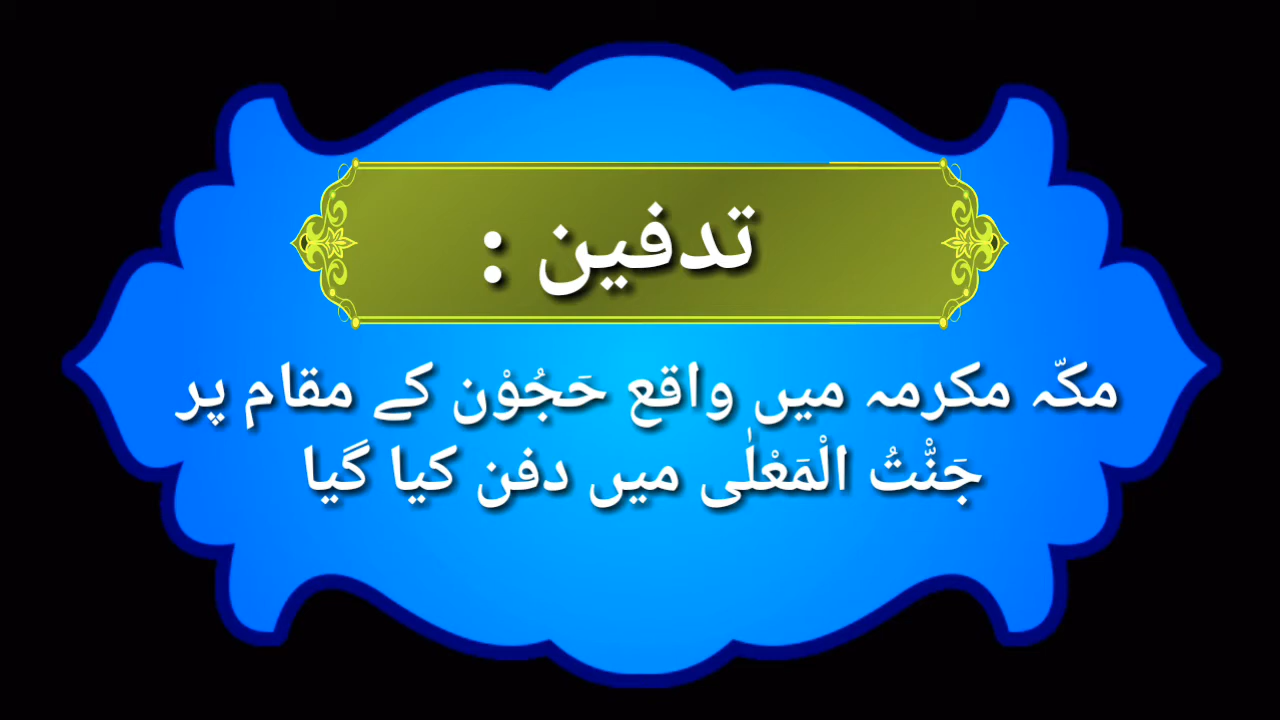 تدفین :
مکّہ مکرمہ میں واقع حَجُوْن کے مقام پر
جَنّْتُ الْمَعْلٰی میں دفن کیا گیا